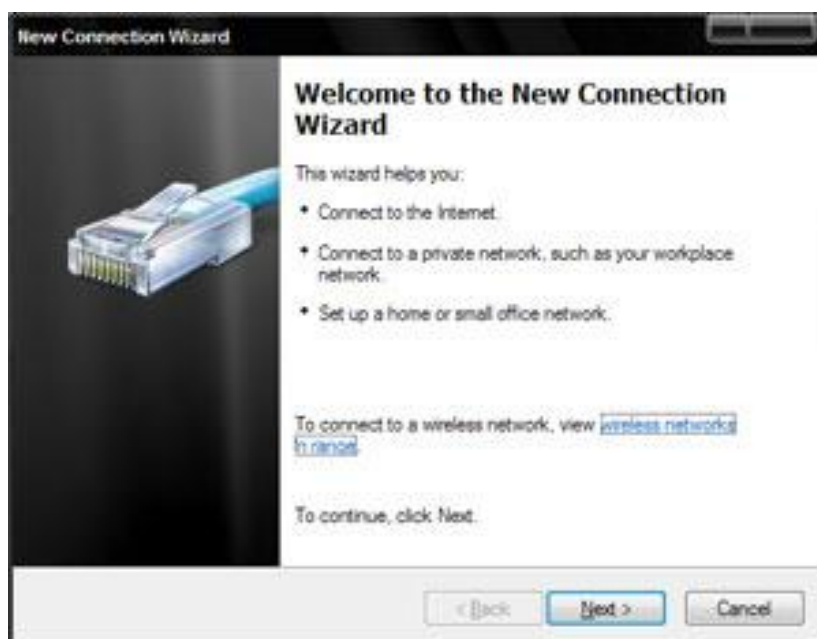 New Connection Wizard
Welcome to the New Connection
Wizard
This wizard helps you:
• Connect to the Internet.
• Connect to a private network, such as your workplace
network.
• Set up a home or small office network.
To connect to a wireless network, view wireless networks
in range.
To continue, click Next.
< Back
Next >
Cancel